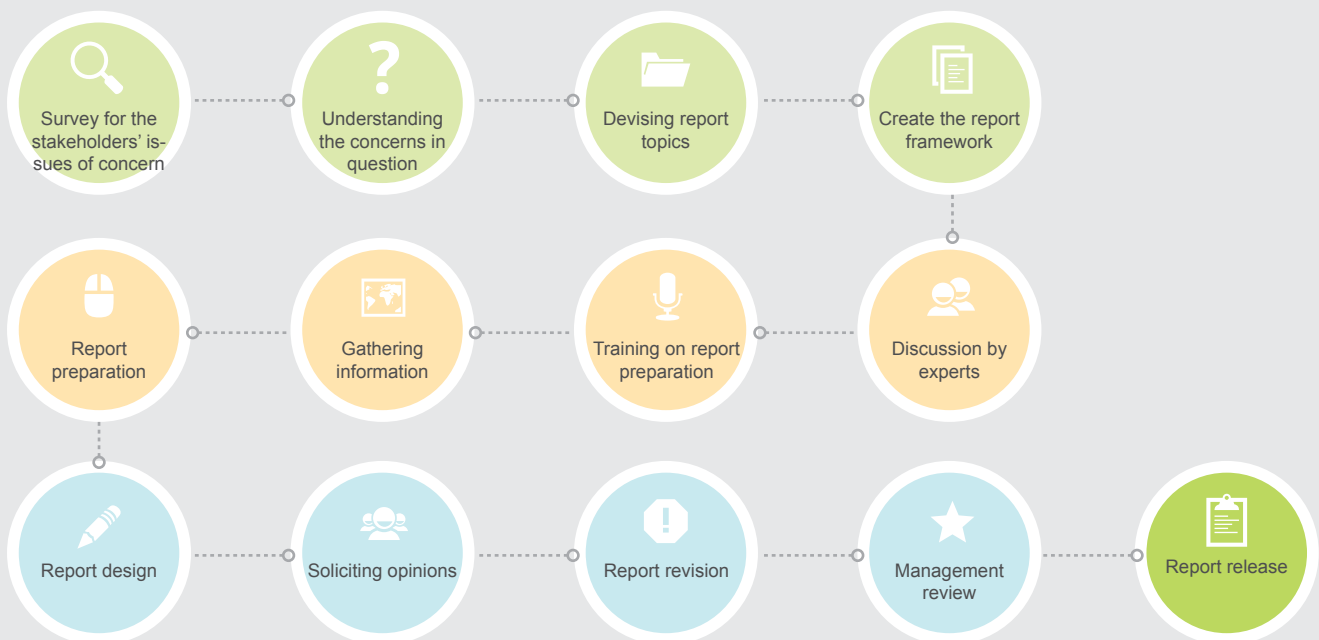 Survey for the
stakeholders' is-
sues of concern
Understanding
the concerns in
question
Devising report
topics
Create the report
framework
Report
preparation
Gathering
information
Training on report
preparation
Discussion by
experts
Report design
Soliciting opinions
Report revision
Management
review
Report release